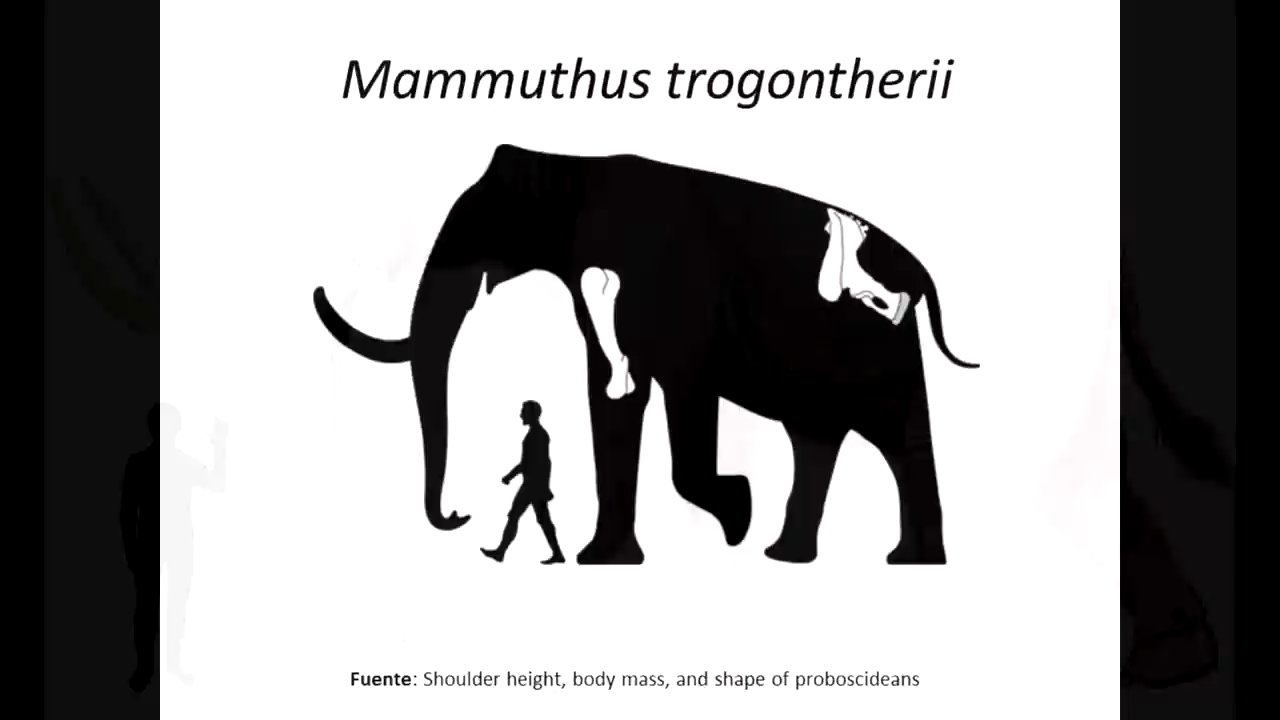 Mammuthus trogontherii
Fuente: Shoulder height, body mass, and shape of proboscideans